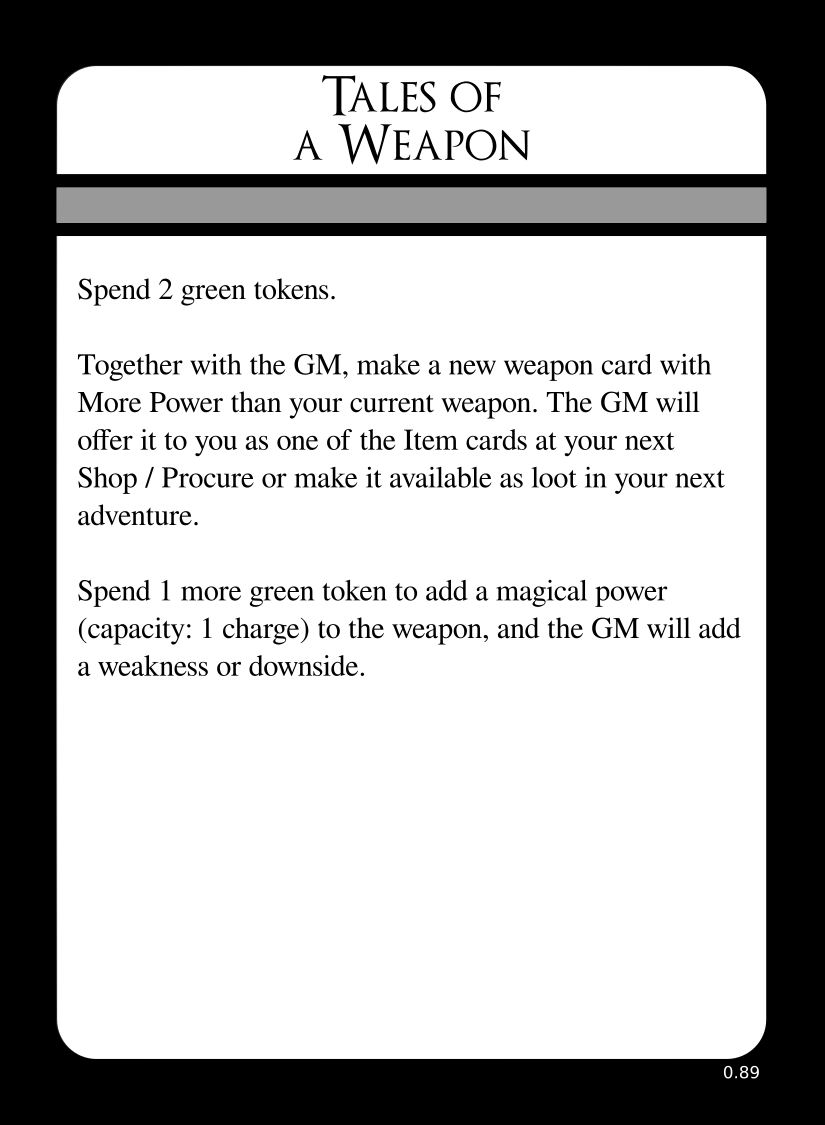 Tales of
a Weapon
Spend 2 green tokens.
Together with the GM, make a new weapon card with
More Power than your current weapon. The GM will
offer it to you as one of the Item cards at your next
Shop / Procure or make it available as loot in your next
adventure.
Spend 1 more green token to add a magical power
(capacity: 1 charge) to the weapon, and the GM will add
a weakness or downside.
0.89